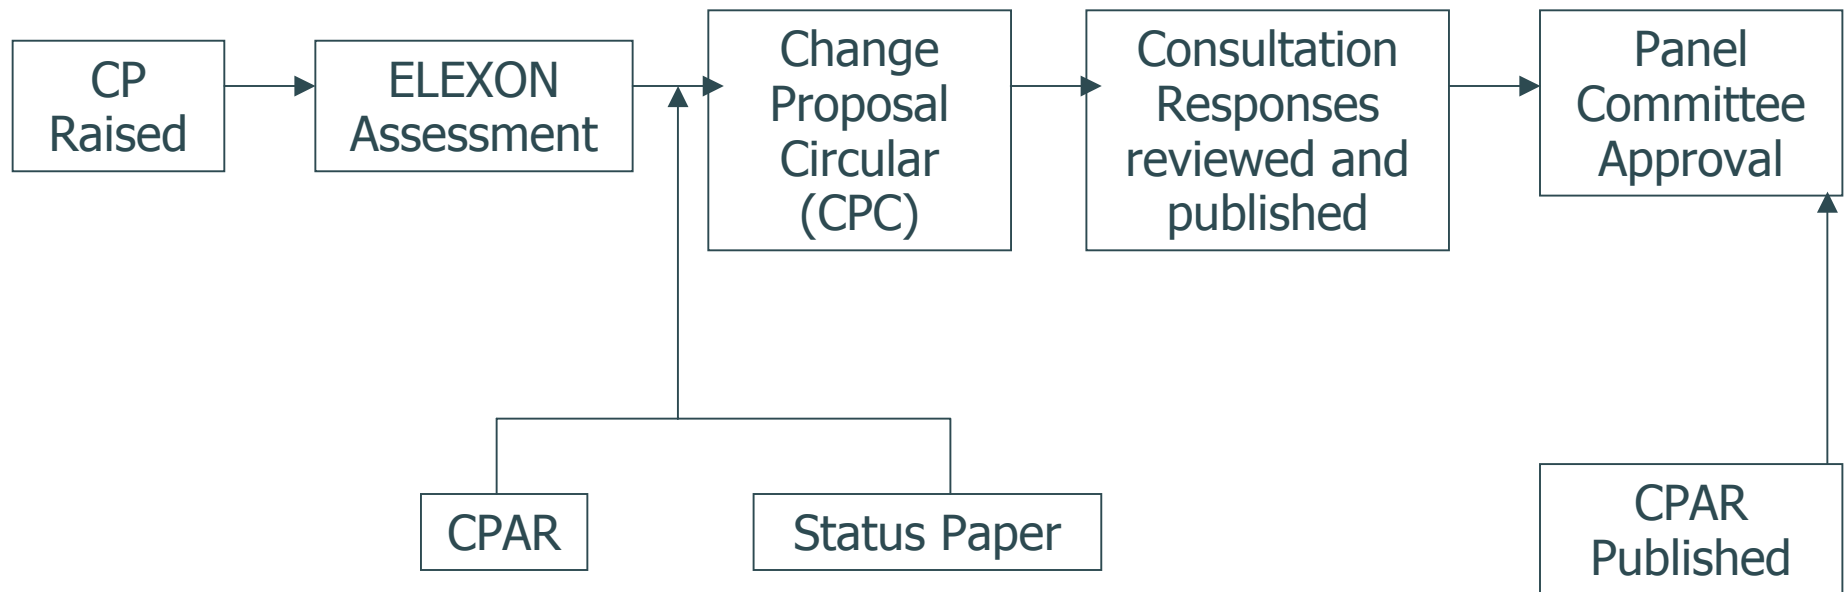 CP
Raised
ELEXON
Assessment
Change
Proposal
Circular
(CPC)
Consultation
Responses
reviewed and
published
Panel
Committee
Approval
CPAR
Status Paper
CPAR
Published